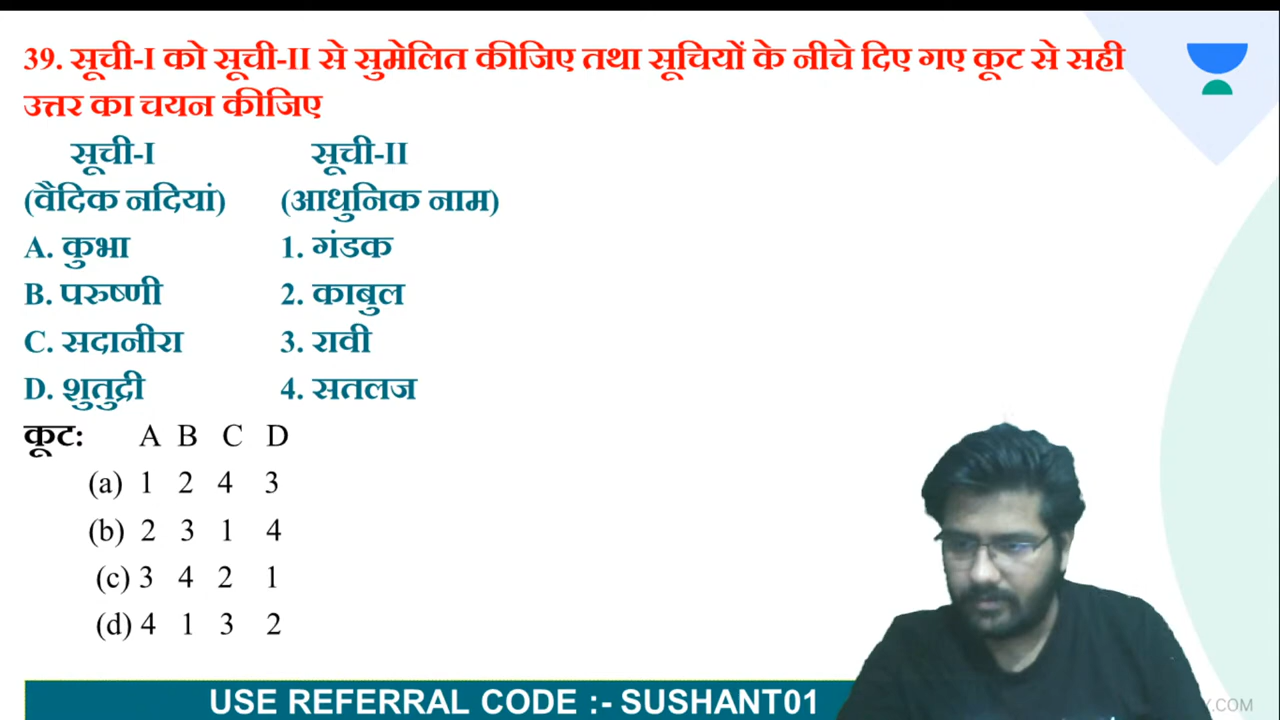 39. सूची-I को सूची-II से सुमेलित कीजिए तथा सूचियों के नीचे दिए गए कूट से सही
उत्तर का चयन कीजिए
सूची-I सूची-II
(वैदिक नदियां) (आधुनिक नाम)
A. कुभा 1. गंडक
B. परुष्णी 2. काबुल
C. सदानीरा 3. रावी
D. शुतुद्री 4. सतलज
कूट: A B C D
(a) 1 2 4 3
(b) 2 3 1 4
(c) 3 4 2 1
(d) 4 1 3 2
USE REFERRAL CODE :- SUSHANT01
Y.COM